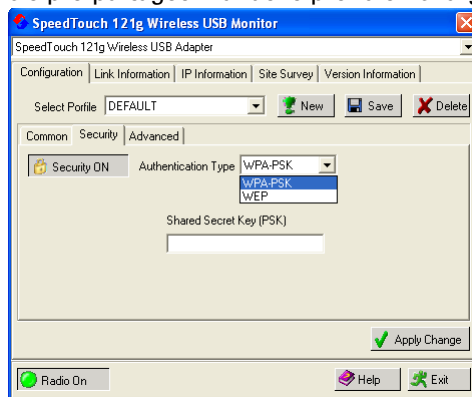 SpeedTouch 121g Wireless USB Monitor
SpeedTouch 121g Wireless USB Adapter
Configuration Link Information IP Information Site Survey Version Information
Select Porfile DEFAULT New Save Delete
Common Security Advanced
Security ON Authentication Type WPA-PSK
WPA-PSK
WEP
Shared Secret Key (PSK)
Apply Change
Radio On Help Exit